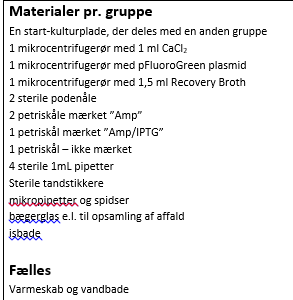 Materialer pr. gruppe
En start-kulturplade, der deles med en anden gruppe
1 mikrocentrifugerør med 1 ml CaCl₂
1 mikrocentrifugerør med pFluoroGreen plasmid
1 mikrocentrifugerør med 1,5 ml Recovery Broth
2 sterile podenåle
2 petriskåle mærket ”Amp”
1 petriskål mærket ”Amp/IPTG”
1 petriskål – ikke mærket
4 sterile 1mL pipetter
Sterile tandstikkere
mikropipetter og spidser
bægerglas e.l. til opsamling af affald
isbade
Fælles
Varmeskab og vandbade